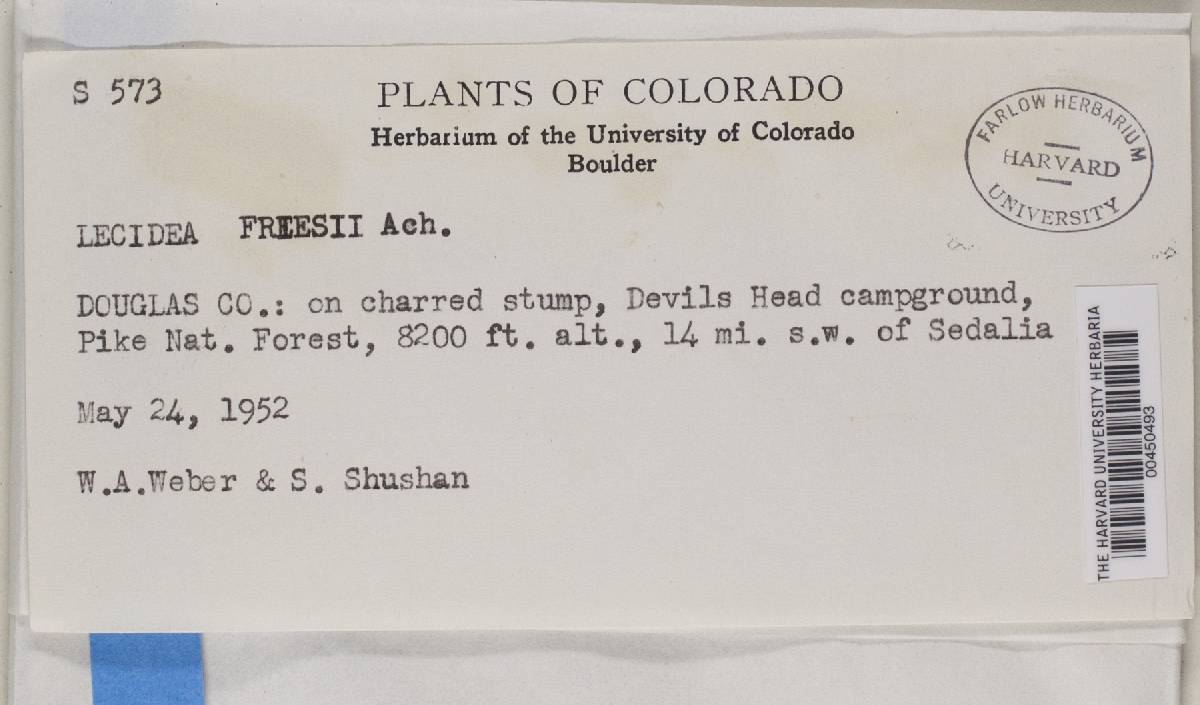 S 573
PLANTS OF COLORADO
Herbarium of the University of Colorado
Boulder
FARLOW HERBARIUM
HARVARD
UNIVERSITY
LECIDEA FREESII Ach.
DOUGLAS CO.: on charred stump, Devils Head campground,
Pike Nat. Forest, 8200 ft. alt., 14 mi. s.w. of Sedalia
May 24, 1952
W.A.Weber & S. Shushan
THE HARVARD UNIVERSITY HERBARIA
00450493